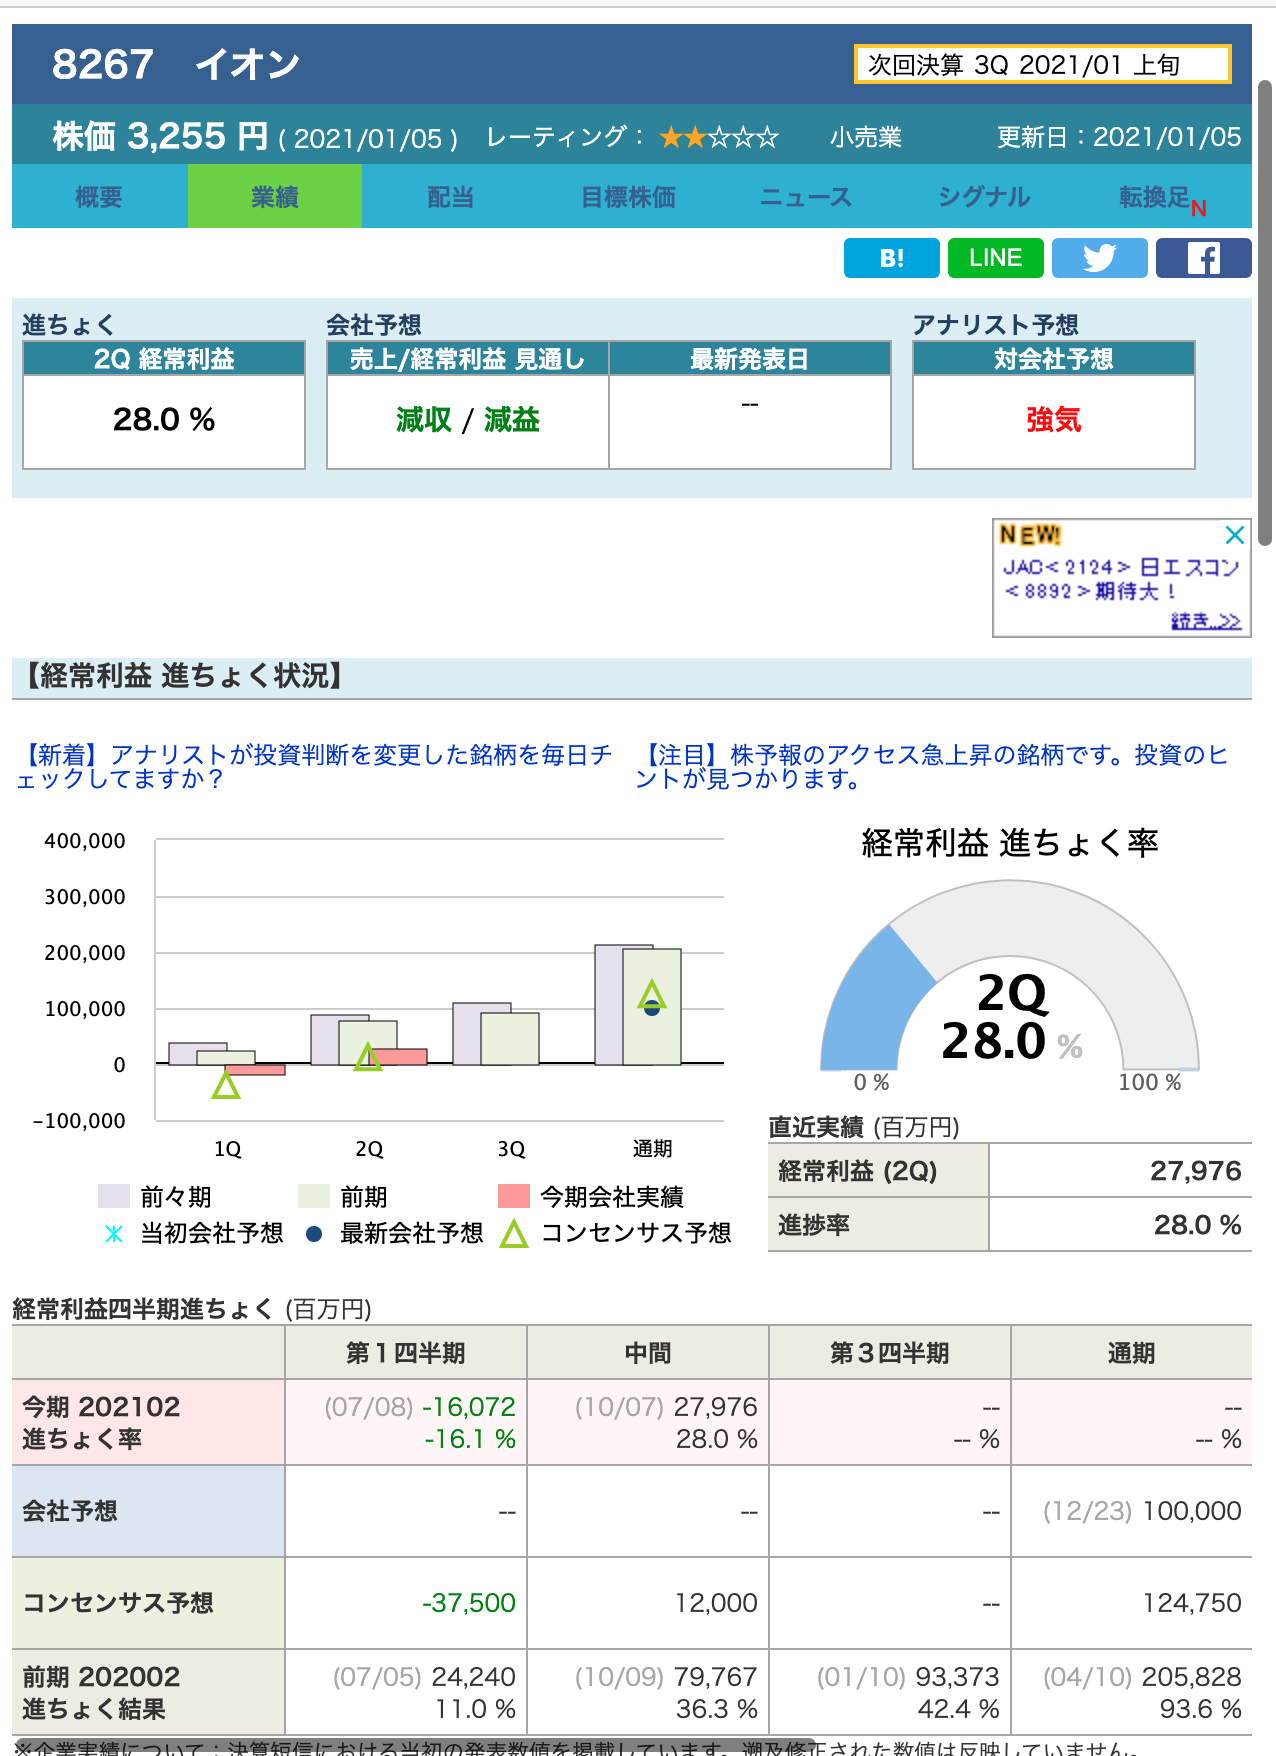 8267 イオン
次回決算 3Q 2021/01 上旬
株価 3,255 円 ( 2021/01/05 ) レーティング： ★★☆☆☆ 小売業 更新日：2021/01/05
概要 業績 配当 目標株価 ニュース シグナル 転換足N
B! LINE
進ちょく 会社予想 アナリスト予想
2Q 経常利益 売上/経常利益 見通し 最新発表日 対会社予想
28.0 % 減収 / 減益 -- 強気
NEW!
JAC<2124> 日エスコン
<8892>期待大！
続き..>>
【経常利益 進ちょく状況】
【新着】アナリストが投資判断を変更した銘柄を毎日チ
ェックしてますか？
【注目】株予報のアクセス急上昇の銘柄です。投資のヒ
ントが見つかります。
400,000
300,000
200,000
100,000
0
-100,000
1Q 2Q 3Q 通期
前々期 前期 今期会社実績
当初会社予想 最新会社予想 コンセンサス予想
経常利益 進ちょく率
2Q
28.0 %
0 % 100 %
直近実績 (百万円)
経常利益 (2Q) 27,976
進捗率 28.0 %
経常利益四半期進ちょく (百万円)
第１四半期 中間 第３四半期 通期
今期 202102 (07/08) -16,072 (10/07) 27,976 -- --
進ちょく率 -16.1 % 28.0 % -- % -- %
会社予想 -- -- -- (12/23) 100,000
コンセンサス予想 -37,500 12,000 -- 124,750
前期 202002 (07/05) 24,240 (10/09) 79,767 (01/10) 93,373 (04/10) 205,828
進ちょく結果 11.0 % 36.3 % 42.4 % 93.6 %
※企業実績について：決算短信における当初の発表数値を掲載しています。遡及修正された数値は反映していません。